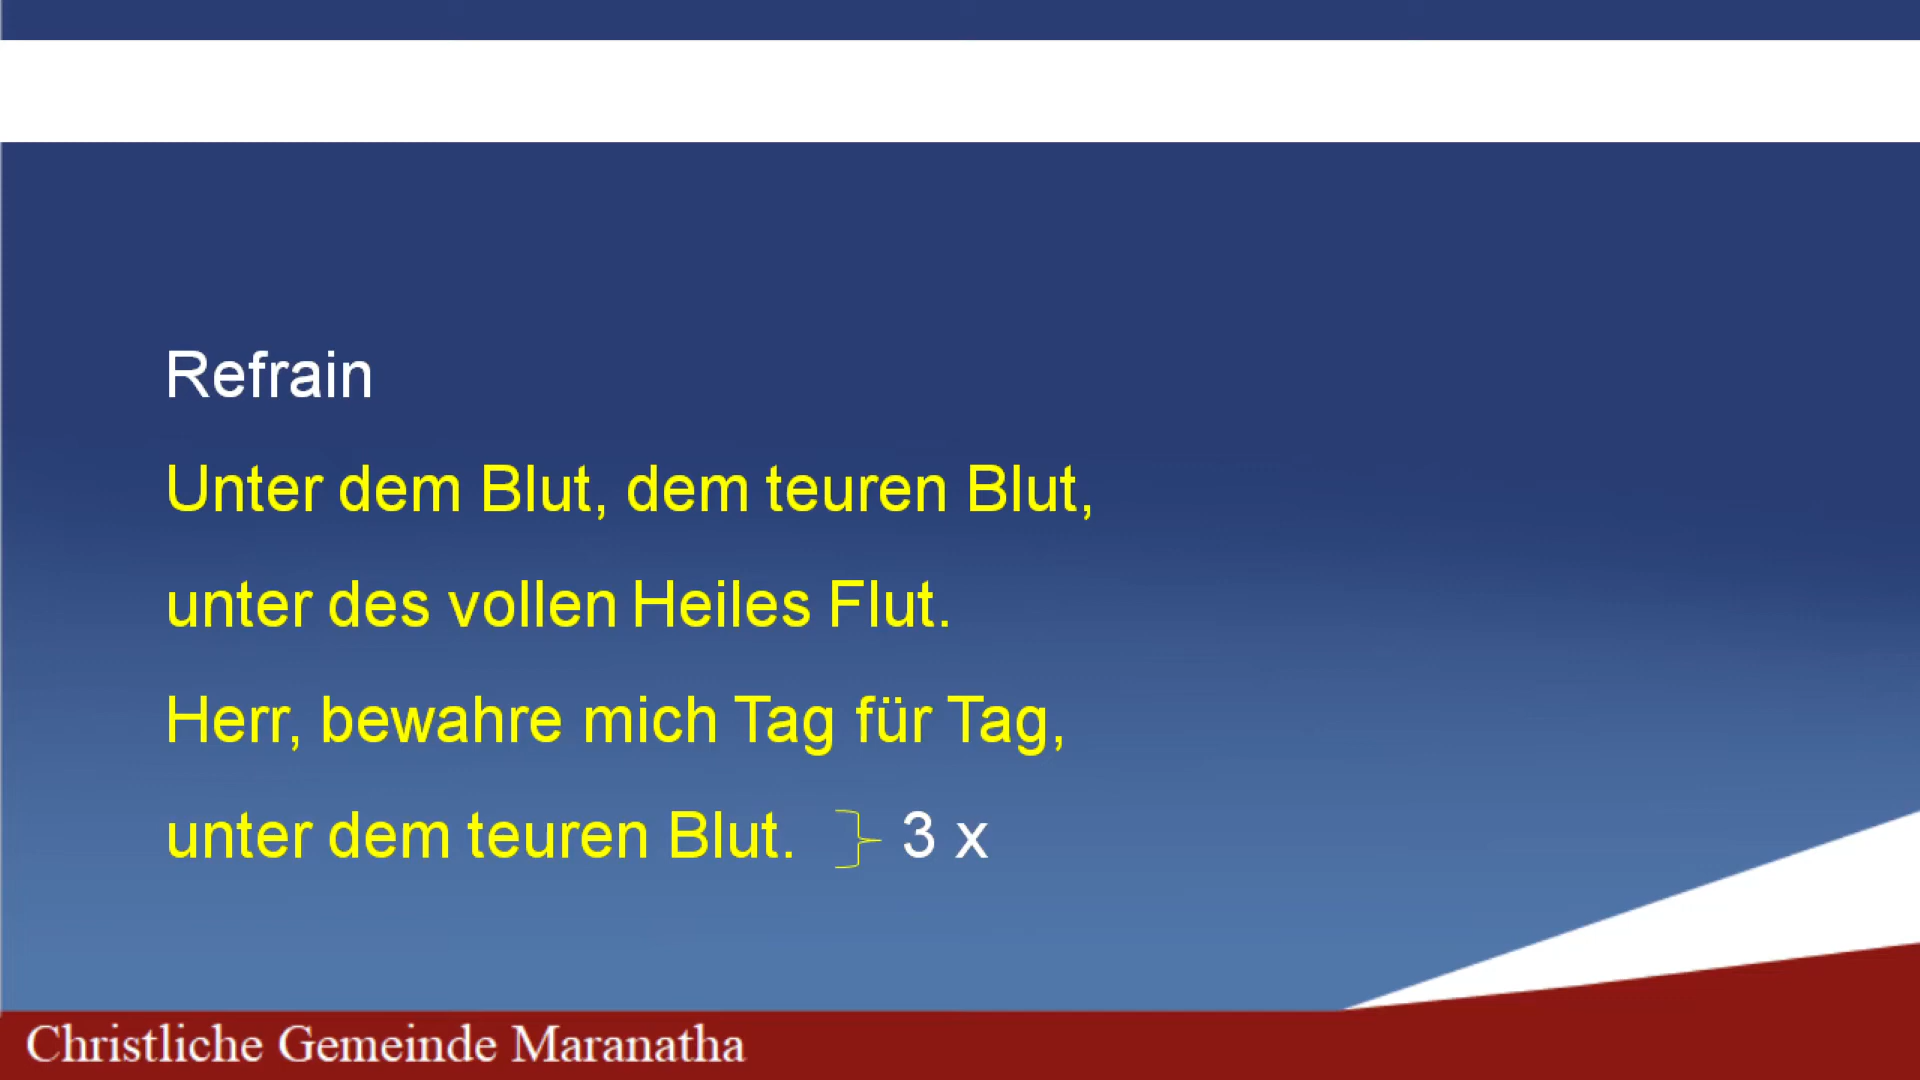 Refrain
Unter dem Blut, dem teuren Blut,
unter des vollen Heiles Flut.
Herr, bewahre mich Tag für Tag,
unter dem teuren Blut. } 3 x
Christliche Gemeinde Maranatha